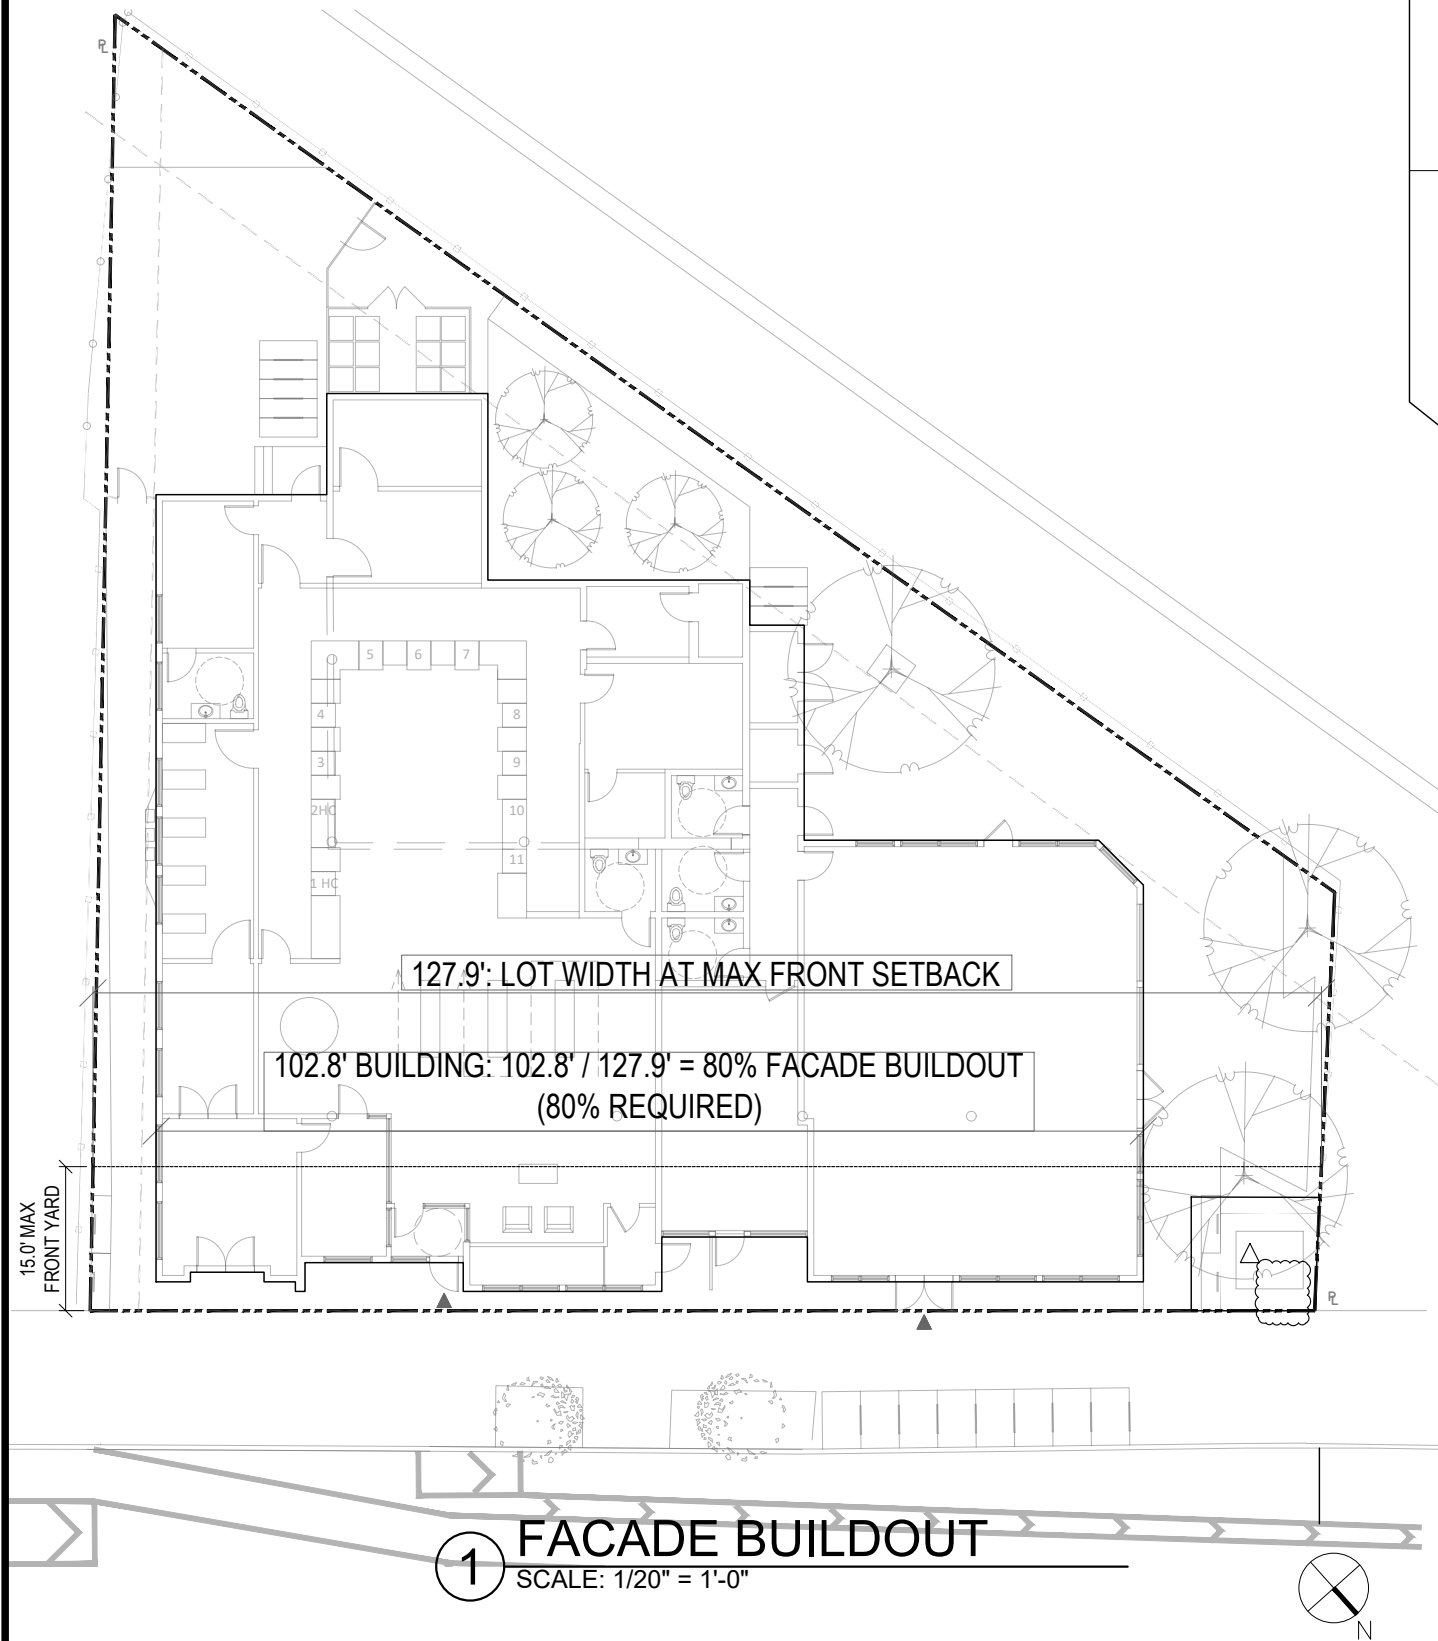 PL
5 6 7
4 8
3 9
2HC 10
11
1 HC
127.9': LOT WIDTH AT MAX FRONT SETBACK
102.8' BUILDING: 102.8' / 127.9' = 80% FACADE BUILDOUT
(80% REQUIRED)
15.0' MAX
FRONT YARD
PL
1 FACADE BUILDOUT
SCALE: 1/20" = 1'-0"
N